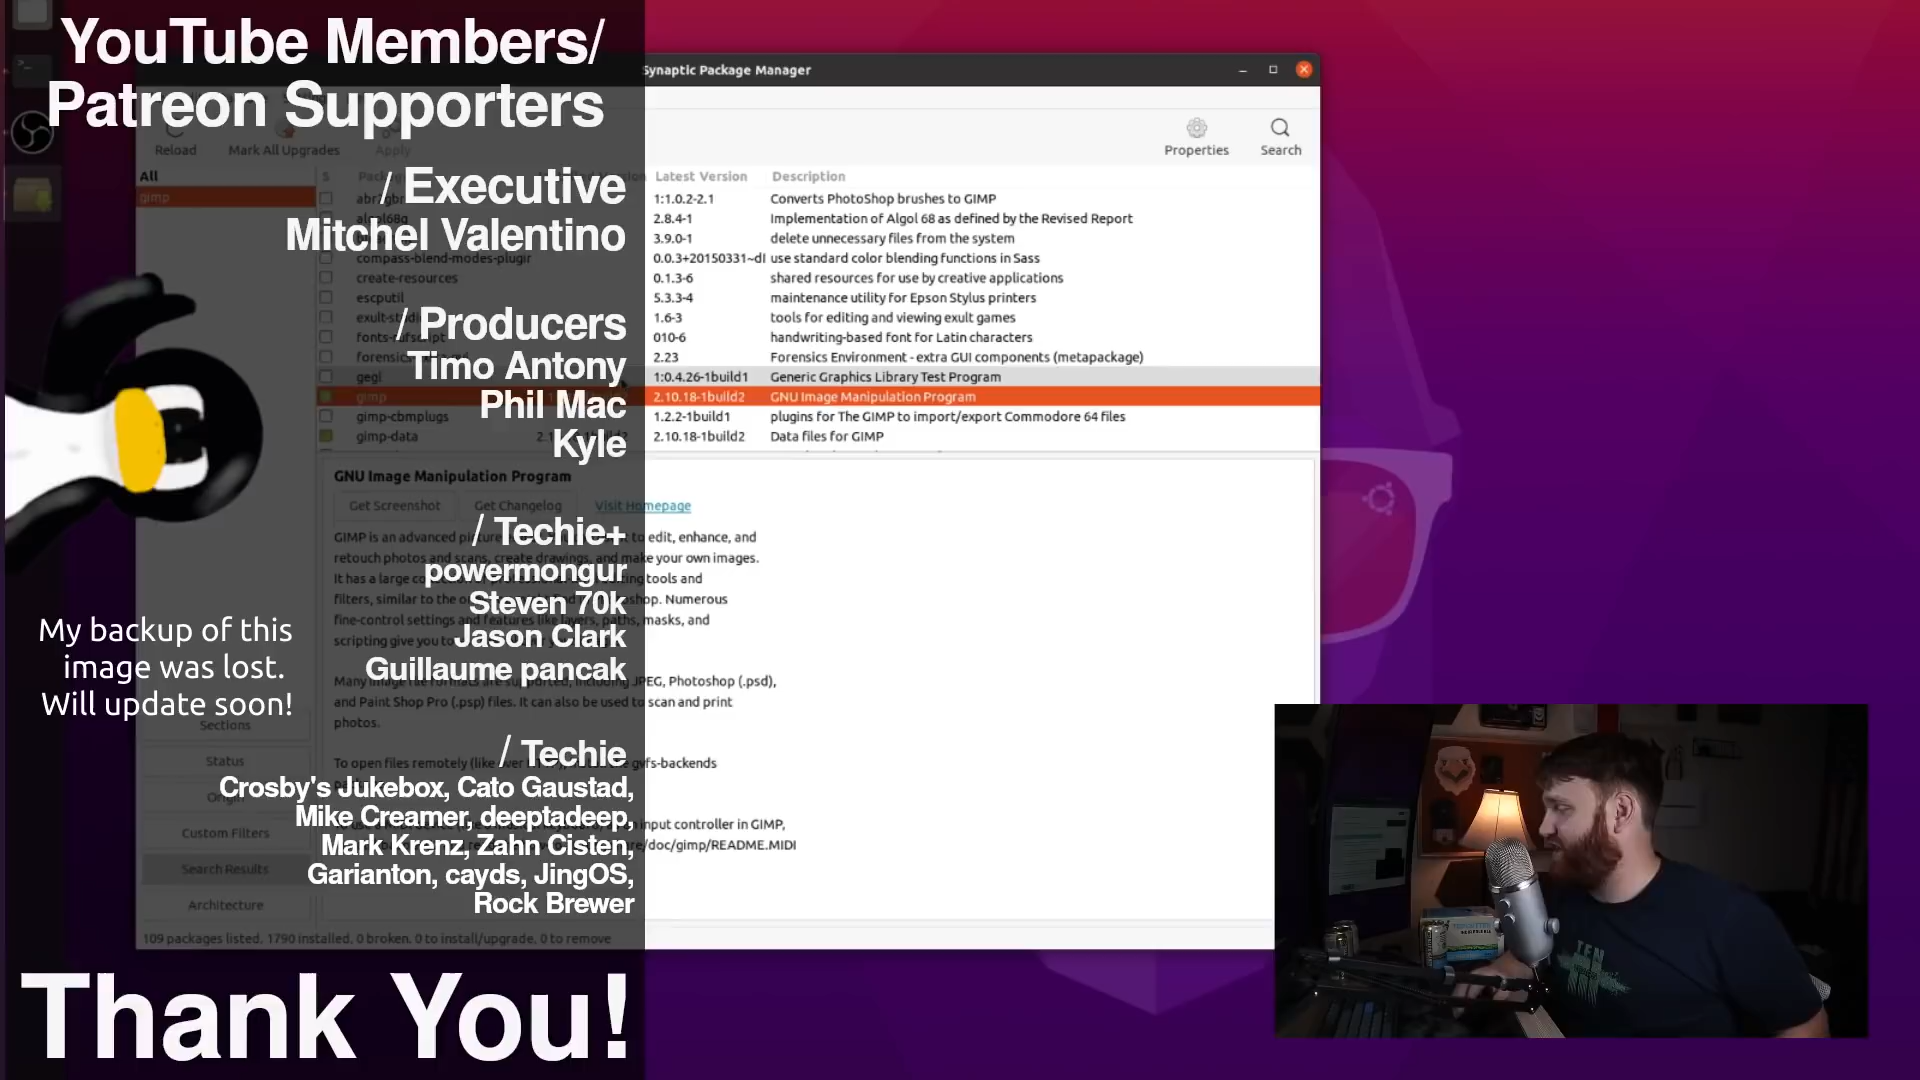 YouTube Members/
Patreon Supporters
/ Executive
Mitchel Valentino
/ Producers
Timo Antony
Phil Mac
Kyle
/ Techie+
powermongur
Steven 70k
Jason Clark
Guillaume pancak
/ Techie
Crosby's Jukebox, Cato Gaustad,
Mike Creamer, deeptadeep,
Mark Krenz, Zahn Cisten,
Garianton, cayds, JingOS,
Rock Brewer
Thank You!
My backup of this
image was lost.
Will update soon!
Synaptic Package Manager
Reload Mark All Upgrades Apply
Properties Search
All
gimp
S Latest Version Description
1:1.0.2-2.1 Converts PhotoShop brushes to GIMP
algol68g 2.8.4-1 Implementation of Algol 68 as defined by the Revised Report
3.9.0-1 delete unnecessary files from the system
compass-blend-modes-plugir 0.0.3+20150331~dl use standard color blending functions in Sass
create-resources 0.1.3-6 shared resources for use by creative applications
escputil 5.3.3-4 maintenance utility for Epson Stylus printers
1.6-3 tools for editing and viewing exult games
010-6 handwriting-based font for Latin characters
2.23 Forensics Environment - extra GUI components (metapackage)
gegl 1:0.4.26-1build1 Generic Graphics Library Test Program
gimp 2.10.18-1build2 GNU Image Manipulation Program
gimp-cbmplugs 1.2.2-1build1 plugins for The GIMP to import/export Commodore 64 files
gimp-data 2.10.18-1build2 Data files for GIMP
GNU Image Manipulation Program
Get Screenshot Get Changelog Visit Homepage
GIMP is an advanced to edit, enhance, and
retouch photos and scans, create drawings, and make your own images.
It has a large tools and
filters, similar to the Numerous
fine-control settings and features like layers, paths, masks, and
scripting give you
Many image file formats are supported, including JPEG, Photoshop (.psd),
and Paint Shop Pro (.psp) files. It can also be used to scan and print
photos.
To open files remotely gvfs-backends
input controller in GIMP,
/doc/gimp/README.MIDI
Sections
Status
Origin
Custom Filters
Search Results
Architecture
109 packages listed, 1790 installed, 0 broken. 0 to install/upgrade, 0 to remove